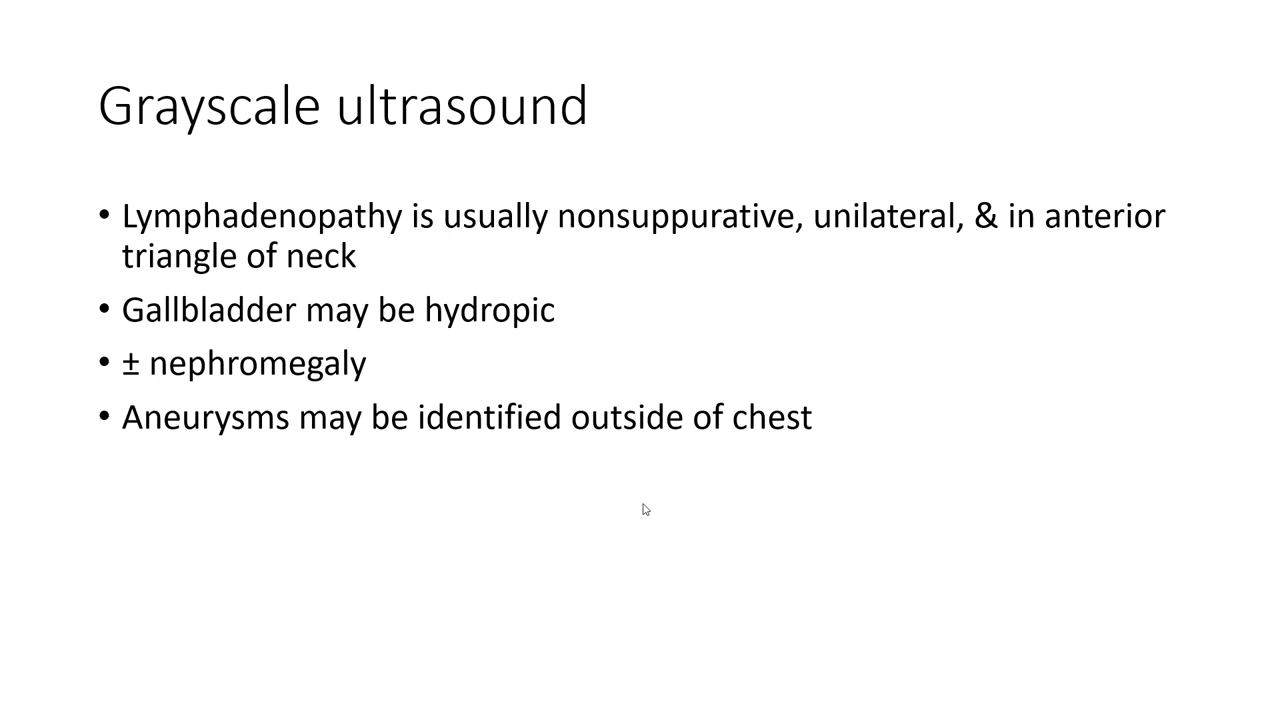 Grayscale ultrasound
• Lymphadenopathy is usually nonsuppurative, unilateral, & in anterior
triangle of neck
• Gallbladder may be hydropic
• ± nephromegaly
• Aneurysms may be identified outside of chest